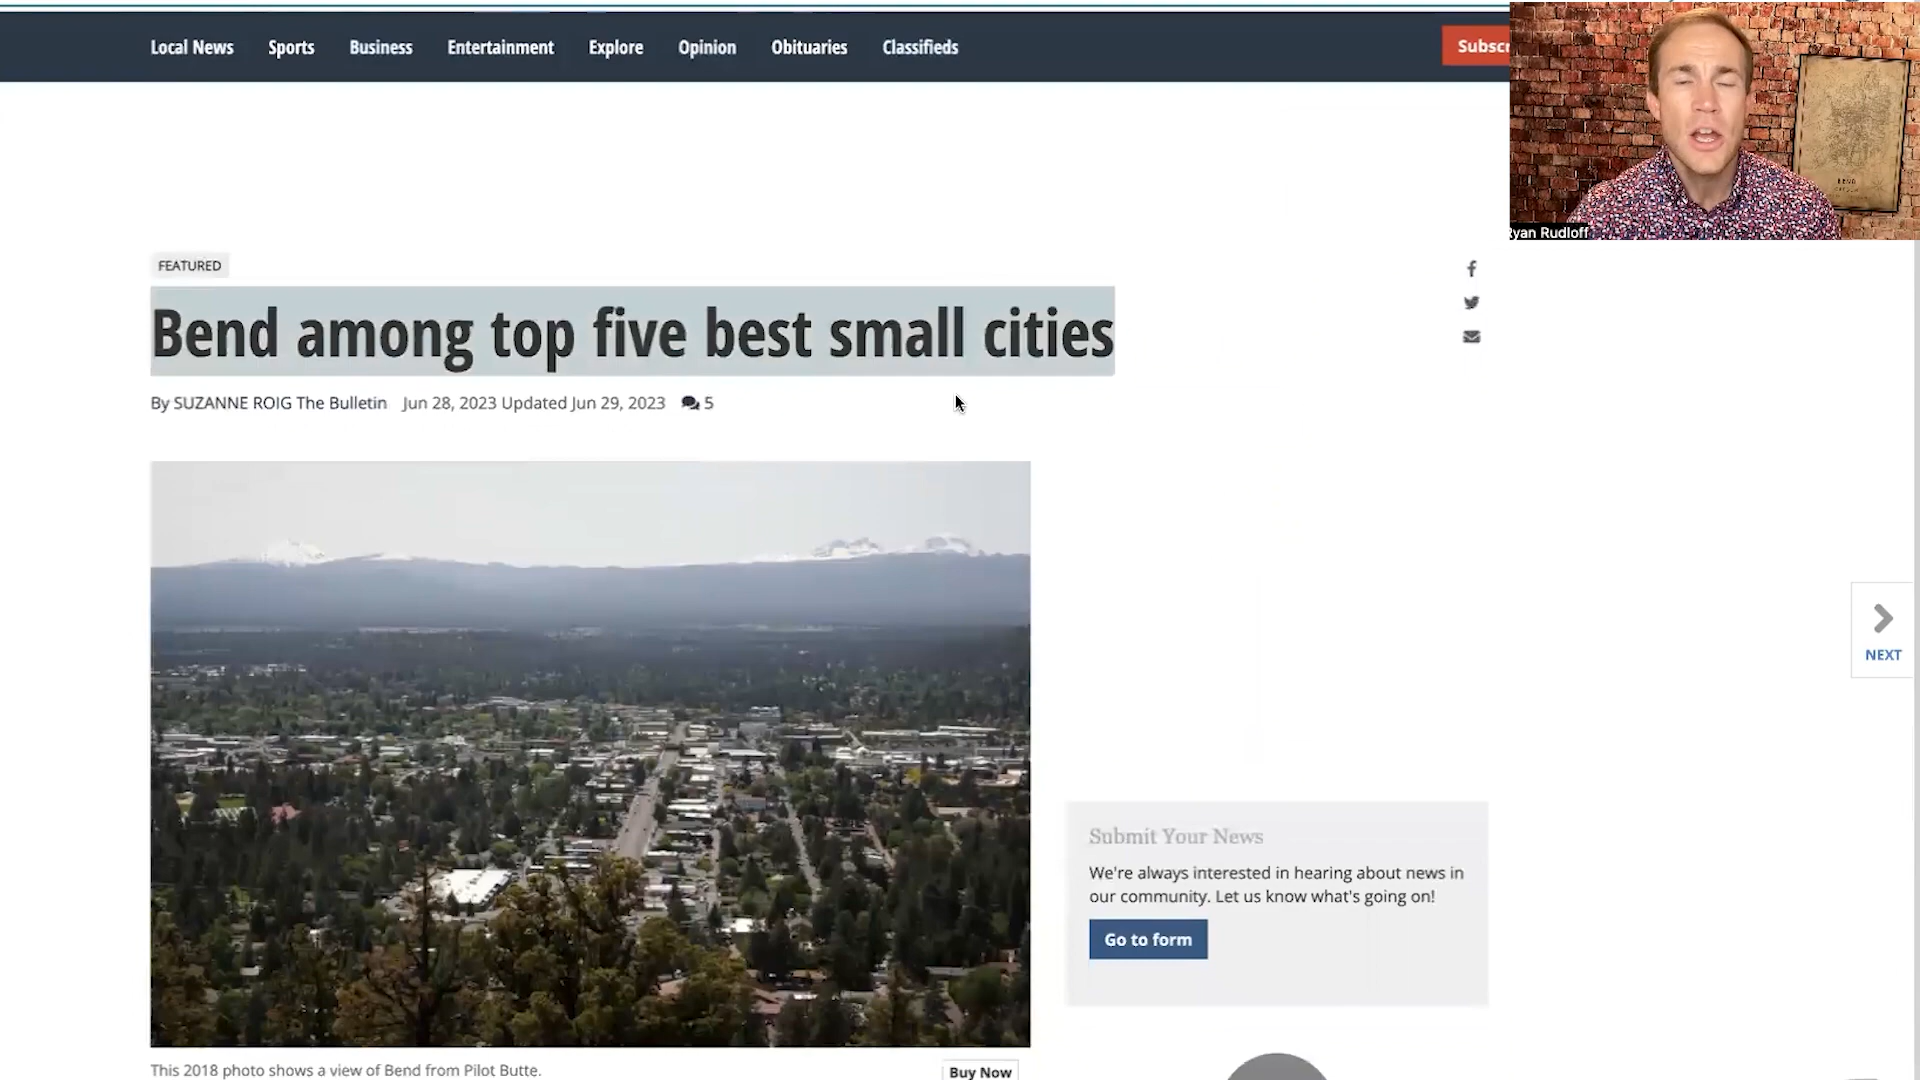 Local News Sports Business Entertainment Explore Opinion Obituaries Classifieds
Subsc
BEND
yan Rudloff
FEATURED
Bend among top five best small cities
By SUZANNE ROIG The Bulletin Jun 28, 2023 Updated Jun 29, 2023 5
NEXT
Submit Your News
We're always interested in hearing about news in
our community. Let us know what's going on!
Go to form
This 2018 photo shows a view of Bend from Pilot Butte.
Buy Now